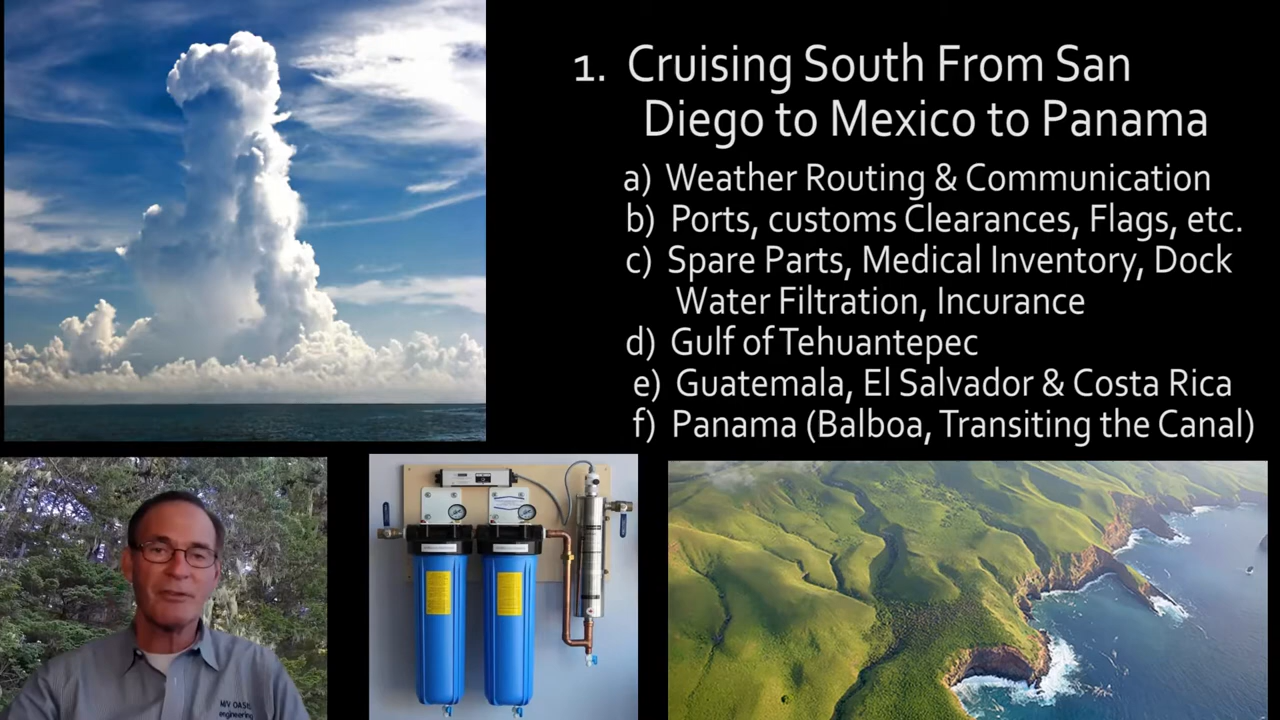 1. Cruising South From San
Diego to Mexico to Panama
a) Weather Routing & Communication
b) Ports, customs Clearances, Flags, etc.
c) Spare Parts, Medical Inventory, Dock
Water Filtration, Incurance
d) Gulf of Tehuantepec
e) Guatemala, El Salvador & Costa Rica
f) Panama (Balboa, Transiting the Canal)
M/V OASIS
engineering